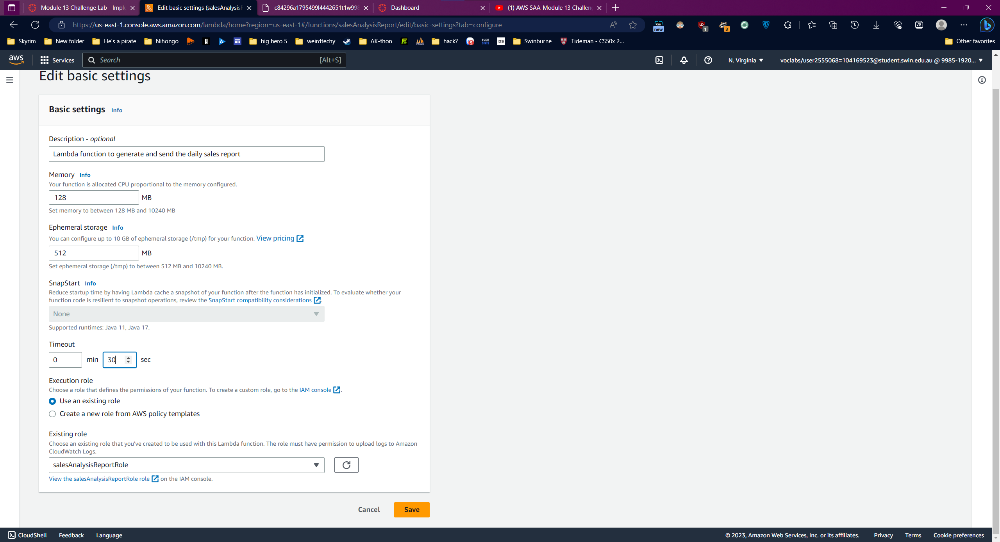 Module 13 Challenge Lab - Imple
Edit basic settings (salesAnalysisF
c84296a1795499l4442651t1w998
Dashboard
(1) AWS SAA-Module 13 Challen
https://us-east-1.console.aws.amazon.com/lambda/home?region=us-east-1#/functions/salesAnalysisReport/edit/basic-settings?tab=configure
new
1
3
Skyrim
New folder
He's a pirate
Nihongo
big hero 5
weirdtechy
AK-thon
hack?
DS
Swinburne
Tideman - CS50x 2...
Other favorites
aws
Services
Search
[Alt+S]
N. Virginia
voclabs/user2555068=104169523@student.swin.edu.au @ 9985-1920...
Edit basic settings
Basic settings Info
Description - optional
Lambda function to generate and send the daily sales report
Memory Info
Your function is allocated CPU proportional to the memory configured.
128 MB
Set memory to between 128 MB and 10240 MB
Ephemeral storage Info
You can configure up to 10 GB of ephemeral storage (/tmp) for your function. View pricing
512 MB
Set ephemeral storage (/tmp) to between 512 MB and 10240 MB.
SnapStart Info
Reduce startup time by having Lambda cache a snapshot of your function after the function has initialized. To evaluate whether your
function code is resilient to snapshot operations, review the SnapStart compatibility considerations.
None
Supported runtimes: Java 11, Java 17.
Timeout
0 min 30 sec
Execution role
Choose a role that defines the permissions of your function. To create a custom role, go to the IAM console.
Use an existing role
Create a new role from AWS policy templates
Existing role
Choose an existing role that you've created to be used with this Lambda function. The role must have permission to upload logs to Amazon
CloudWatch Logs.
salesAnalysisReportRole
View the salesAnalysisReportRole role on the IAM console.
Cancel
Save
CloudShell
Feedback
Language
© 2023, Amazon Web Services, Inc. or its affiliates.
Privacy
Terms
Cookie preferences